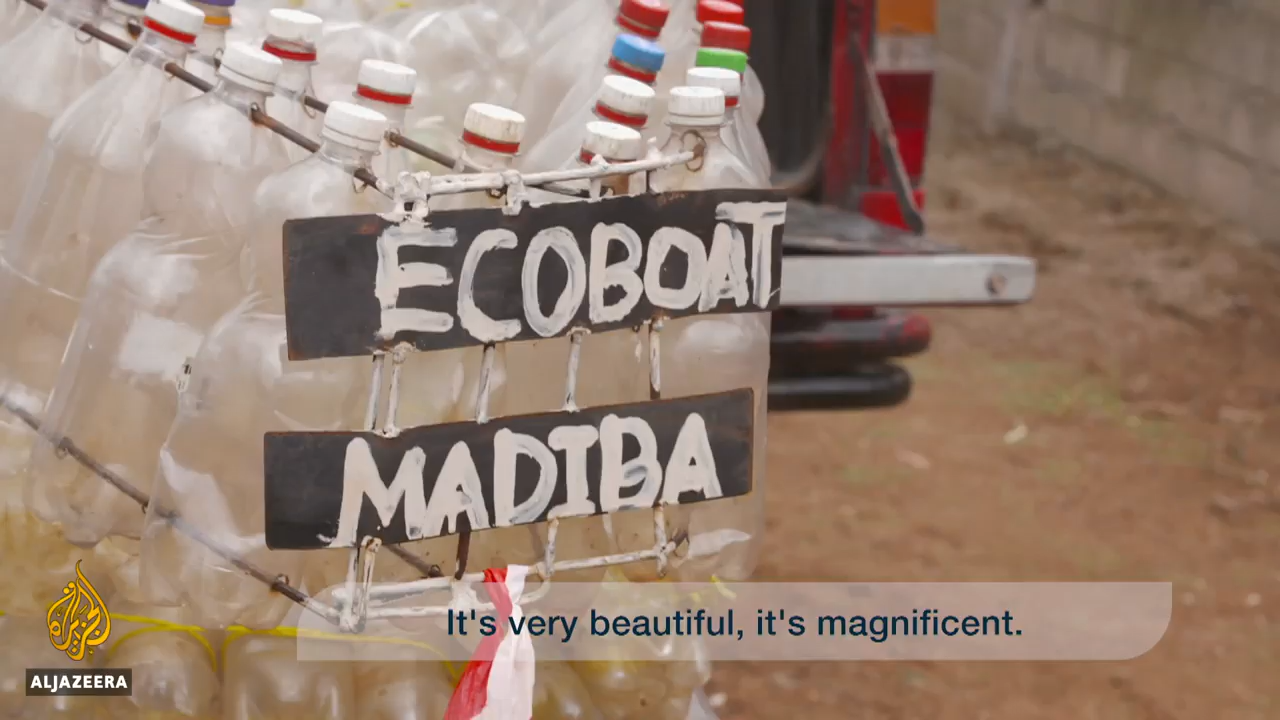 ECOBOAT
MADIBA
It's very beautiful, it's magnificent.
ALJAZEERA